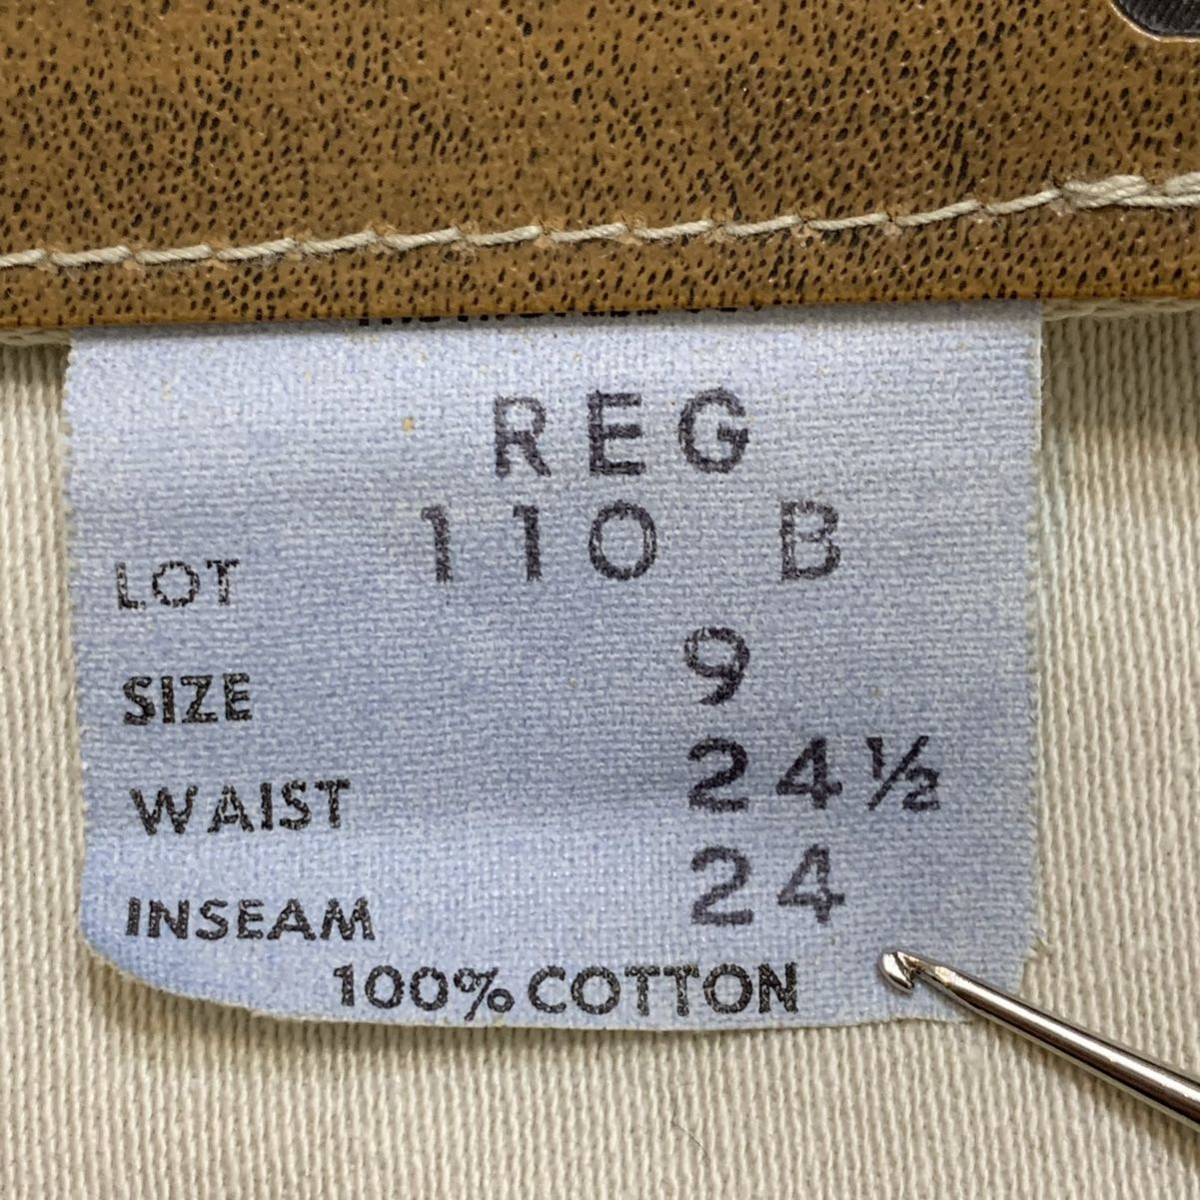 REG
LOT 110 B
SIZE 9
WAIST 24½
INSEAM 24
100% COTTON